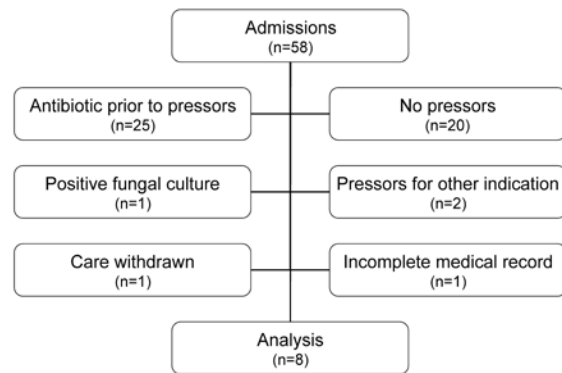 Admissions
(n=58)
Antibiotic prior to pressors
(n=25)
No pressors
(n=20)
Positive fungal culture
(n=1)
Pressors for other indication
(n=2)
Care withdrawn
(n=1)
Incomplete medical record
(n=1)
Analysis
(n=8)